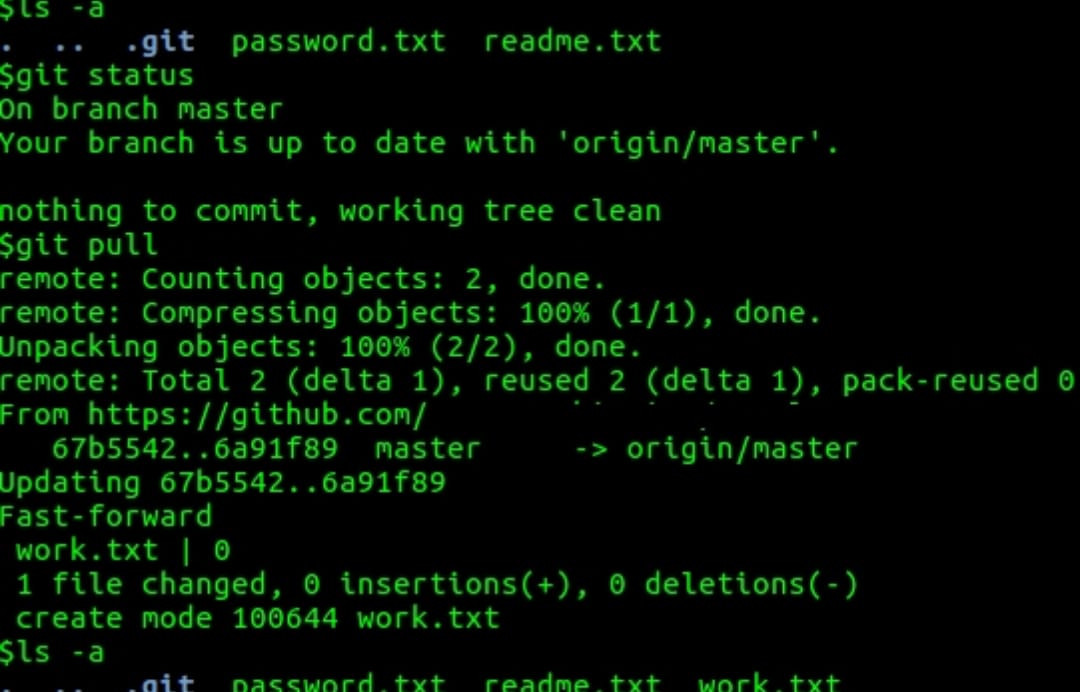 $ls -a
.  ..  .git  password.txt  readme.txt
$git status
On branch master
Your branch is up to date with 'origin/master'.
nothing to commit, working tree clean
$git pull
remote: Counting objects: 2, done.
remote: Compressing objects: 100% (1/1), done.
Unpacking objects: 100% (2/2), done.
remote: Total 2 (delta 1), reused 2 (delta 1), pack-reused 0
From https://github.com/
   67b5542..6a91f89  master     -> origin/master
Updating 67b5542..6a91f89
Fast-forward
 work.txt | 0
 1 file changed, 0 insertions(+), 0 deletions(-)
 create mode 100644 work.txt
$ls -a
.  ..  .git  password.txt  readme.txt  work.txt